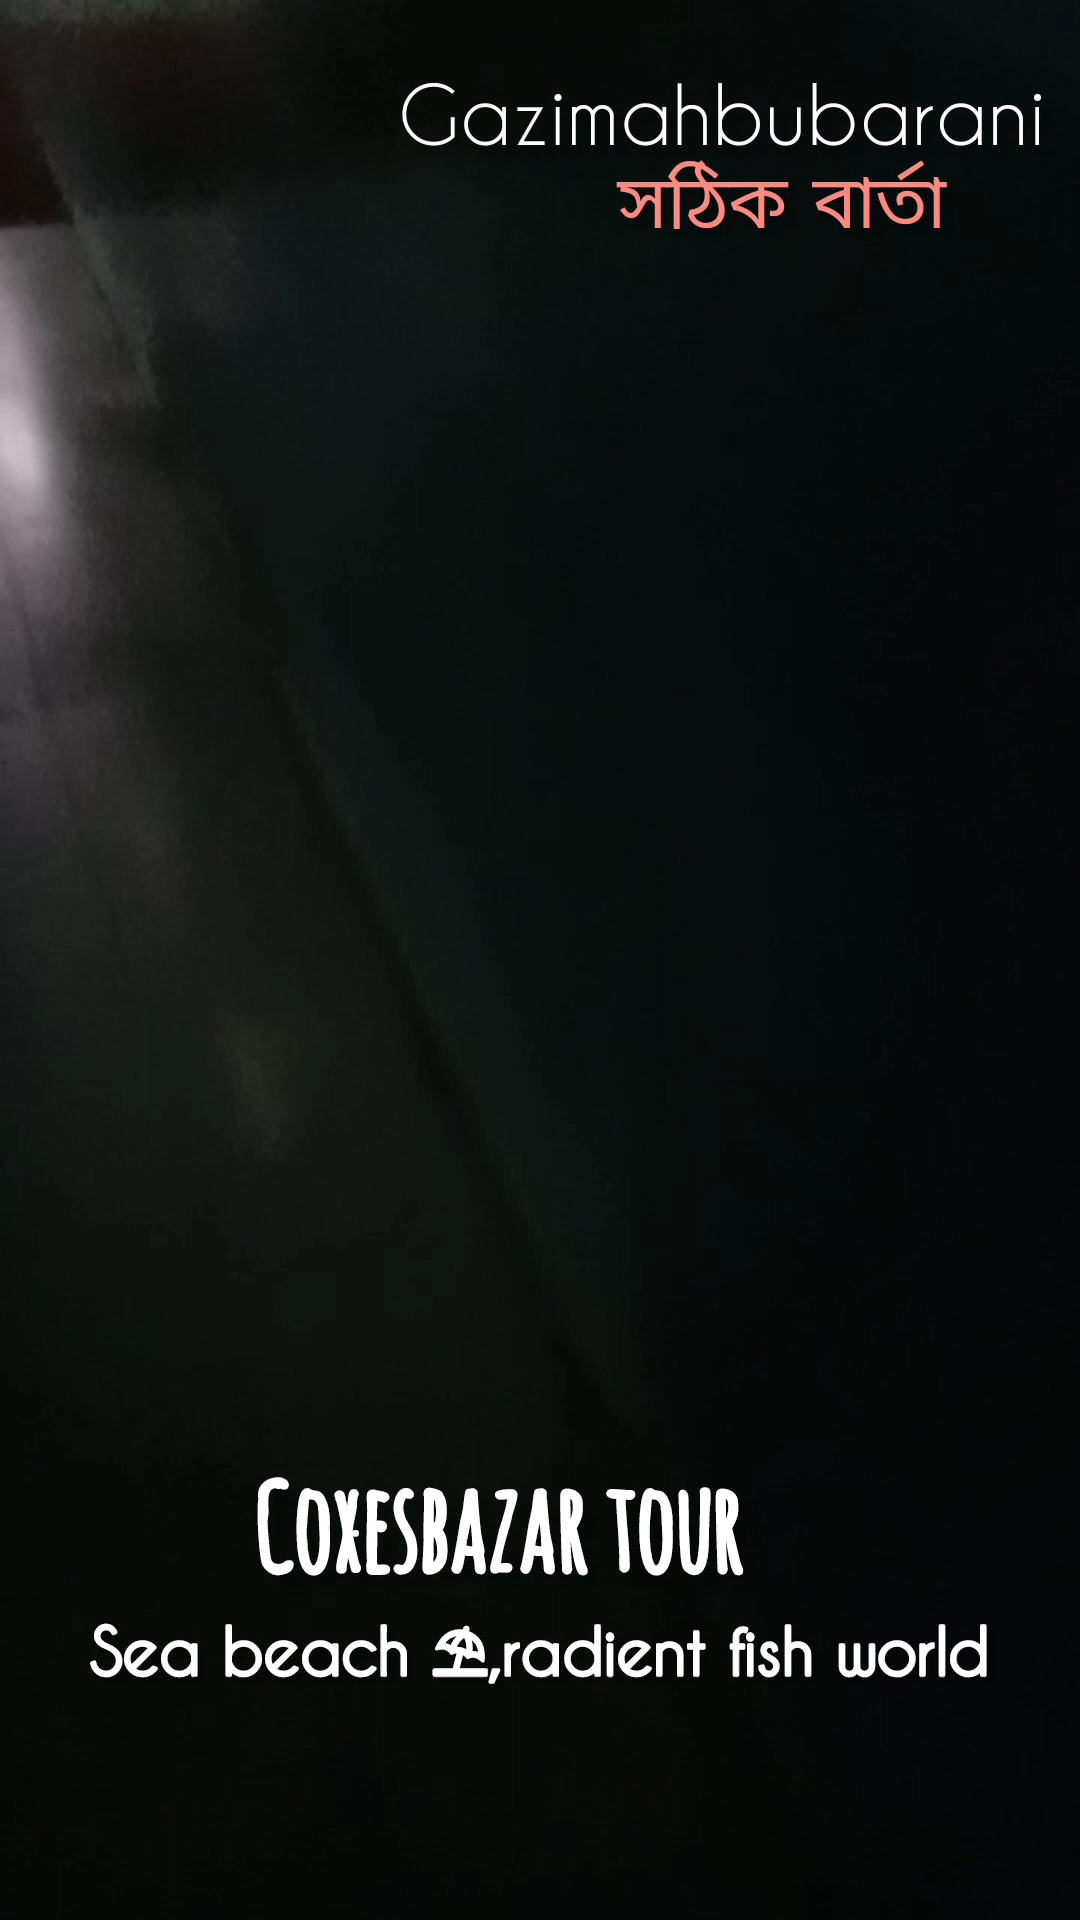 Gazimahbubarani
সঠিক বার্তা
Coxesbazar tour
Sea beach ⛱,radient fish world